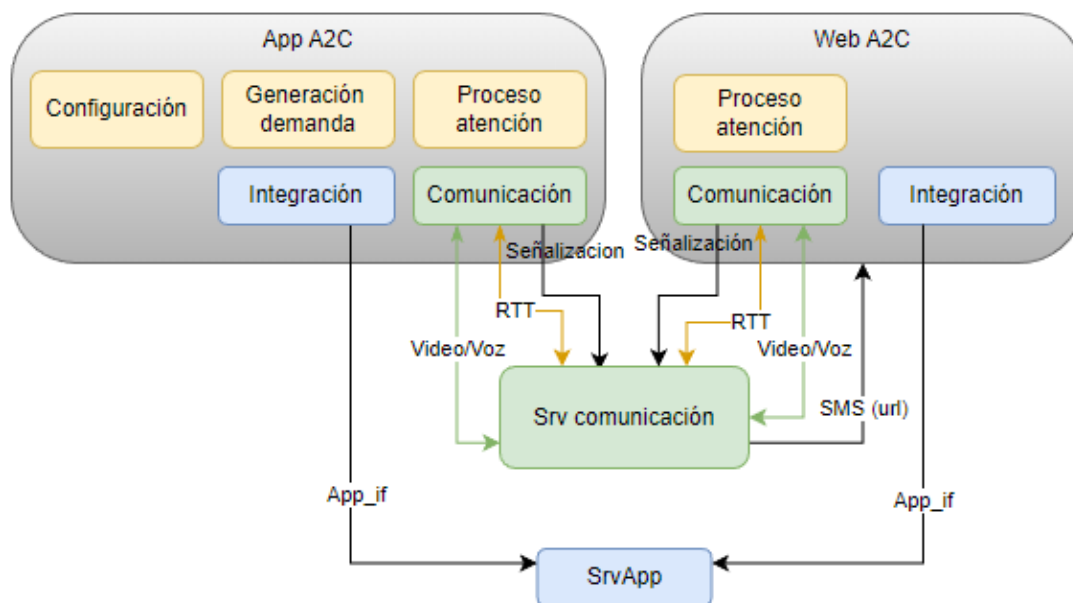 App A2C
Web A2C
Configuración
Generación
demanda
Proceso
atención
Proceso
atención
Integración
Comunicación
Comunicación
Integración
Señalizacion
Señalización
RTT
RTT
Video/Voz
Video/Voz
Srv comunicación
SMS (url)
App_if
App_if
SrvApp